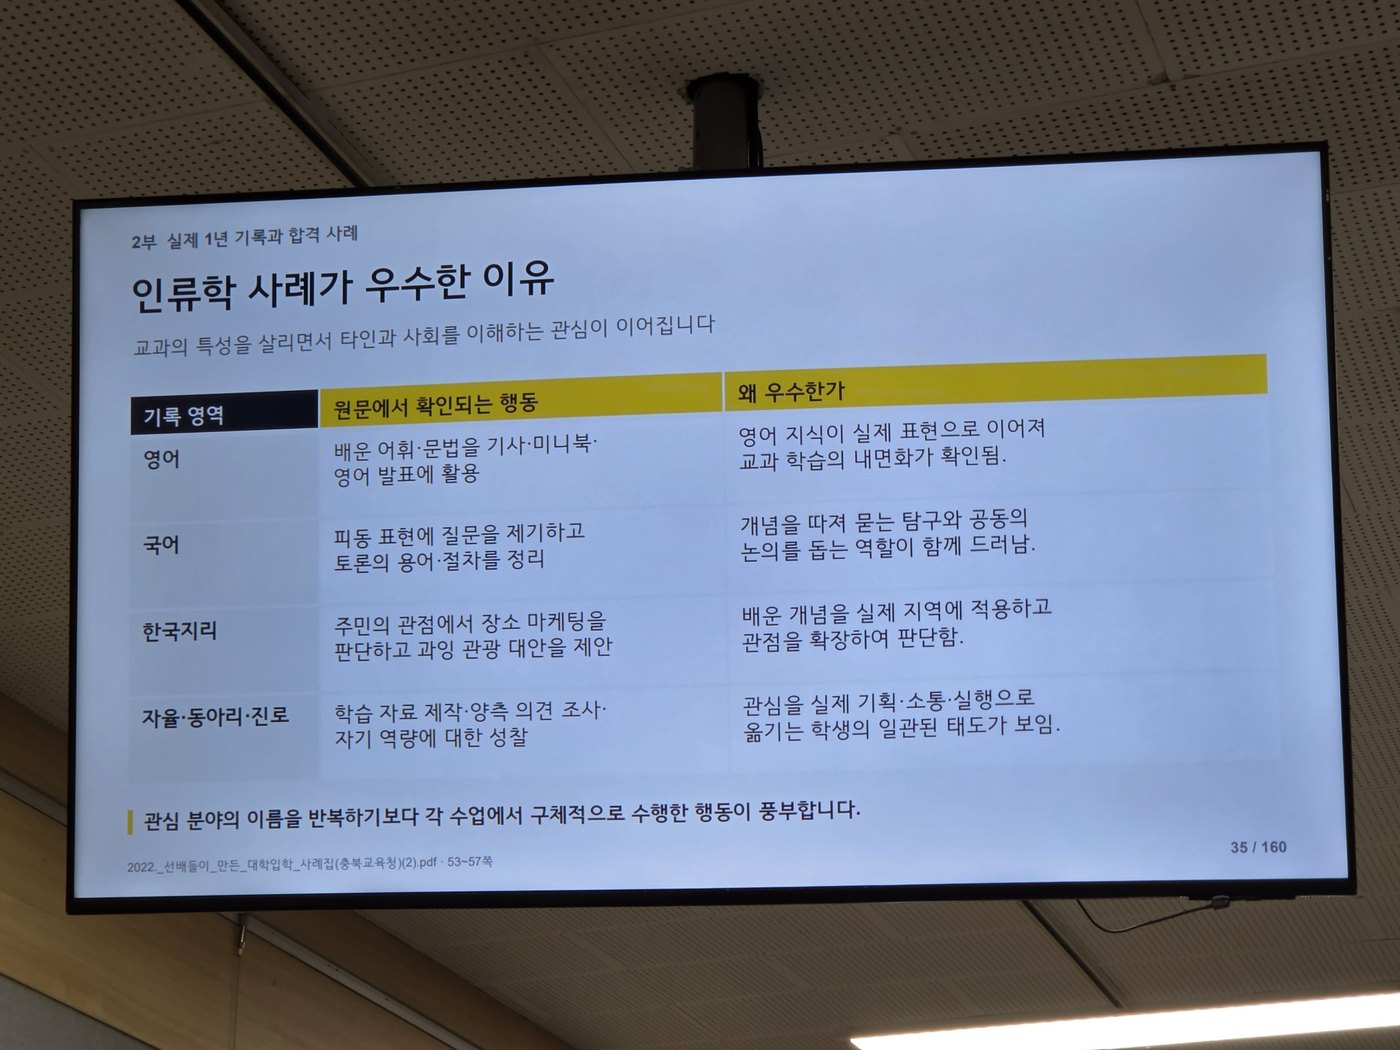 2부 실제 1년 기록과 합격 사례
인류학 사례가 우수한 이유
교과의 특성을 살리면서 타인과 사회를 이해하는 관심이 이어집니다
기록 영역
원문에서 확인되는 행동
왜 우수한가
영어
배운 어휘·문법을 기사·미니북·
영어 발표에 활용
영어 지식이 실제 표현으로 이어져
교과 학습의 내면화가 확인됨.
국어
피동 표현에 질문을 제기하고
토론의 용어·절차를 정리
개념을 따져 묻는 탐구와 공동의
논의를 돕는 역할이 함께 드러남.
한국지리
주민의 관점에서 장소 마케팅을
판단하고 과잉 관광 대안을 제안
배운 개념을 실제 지역에 적용하고
관점을 확장하여 판단함.
자율·동아리·진로
학습 자료 제작·양측 의견 조사·
자기 역량에 대한 성찰
관심을 실제 기획·소통·실행으로
옮기는 학생의 일관된 태도가 보임.
관심 분야의 이름을 반복하기보다 각 수업에서 구체적으로 수행한 행동이 풍부합니다.
2022._선배들이_만든_대학입학_사례집(충북교육청)(2).pdf · 53~57쪽
35 / 160